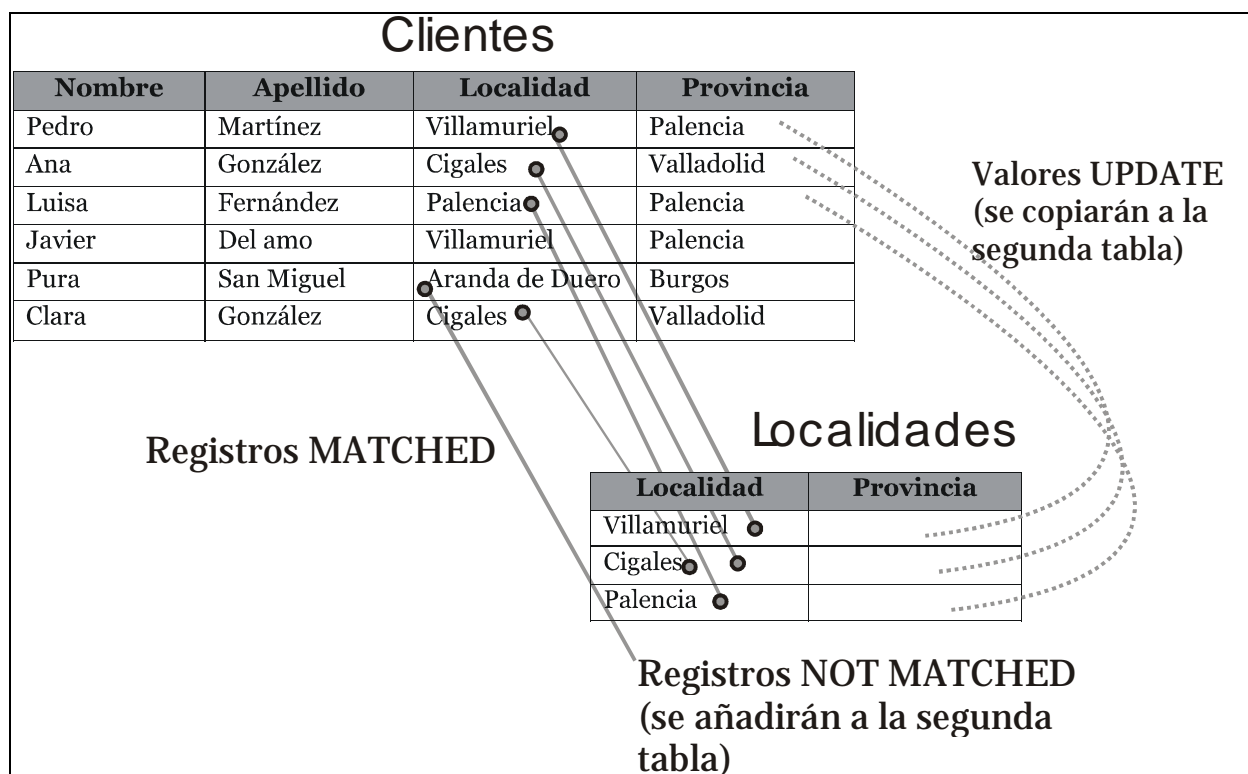 Clientes
Nombre Apellido Localidad Provincia
Pedro Martínez Villamuriel Palencia
Ana González Cigales Valladolid
Luisa Fernández Palencia Palencia
Javier Del amo Villamuriel Palencia
Pura San Miguel Aranda de Duero Burgos
Clara González Cigales Valladolid
Valores UPDATE
(se copiarán a la
segunda tabla)
Registros MATCHED
Localidades
Localidad Provincia
Villamuriel
Cigales
Palencia
Registros NOT MATCHED
(se añadirán a la segunda
tabla)